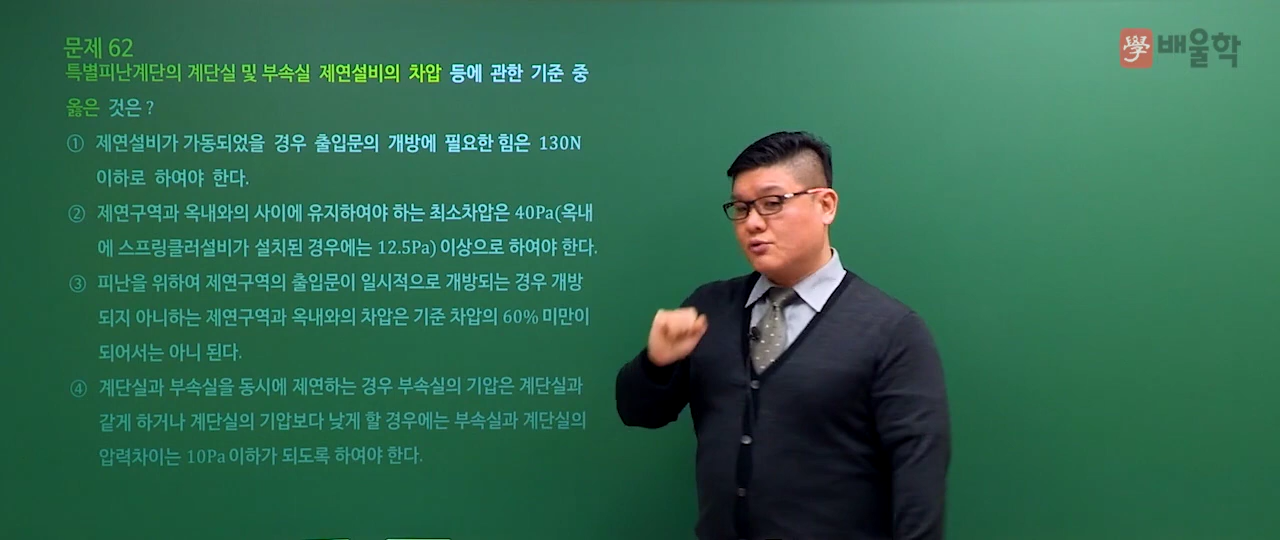 學 배울학
문제 62
특별피난계단의 계단실 및 부속실 제연설비의 차압 등에 관한 기준 중
옳은 것은?
① 제연설비가 가동되었을 경우 출입문의 개방에 필요한 힘은 130N
이하로 하여야 한다.
② 제연구역과 옥내와의 사이에 유지하여야 하는 최소차압은 40Pa(옥내
에 스프링클러설비가 설치된 경우에는 12.5Pa) 이상으로 하여야 한다.
③ 피난을 위하여 제연구역의 출입문이 일시적으로 개방되는 경우 개방
되지 아니하는 제연구역과 옥내와의 차압은 기준 차압의 60% 미만이
되어서는 아니 된다.
④ 계단실과 부속실을 동시에 제연하는 경우 부속실의 기압은 계단실과
같게 하거나 계단실의 기압보다 낮게 할 경우에는 부속실과 계단실의
압력차이는 10Pa 이하가 되도록 하여야 한다.